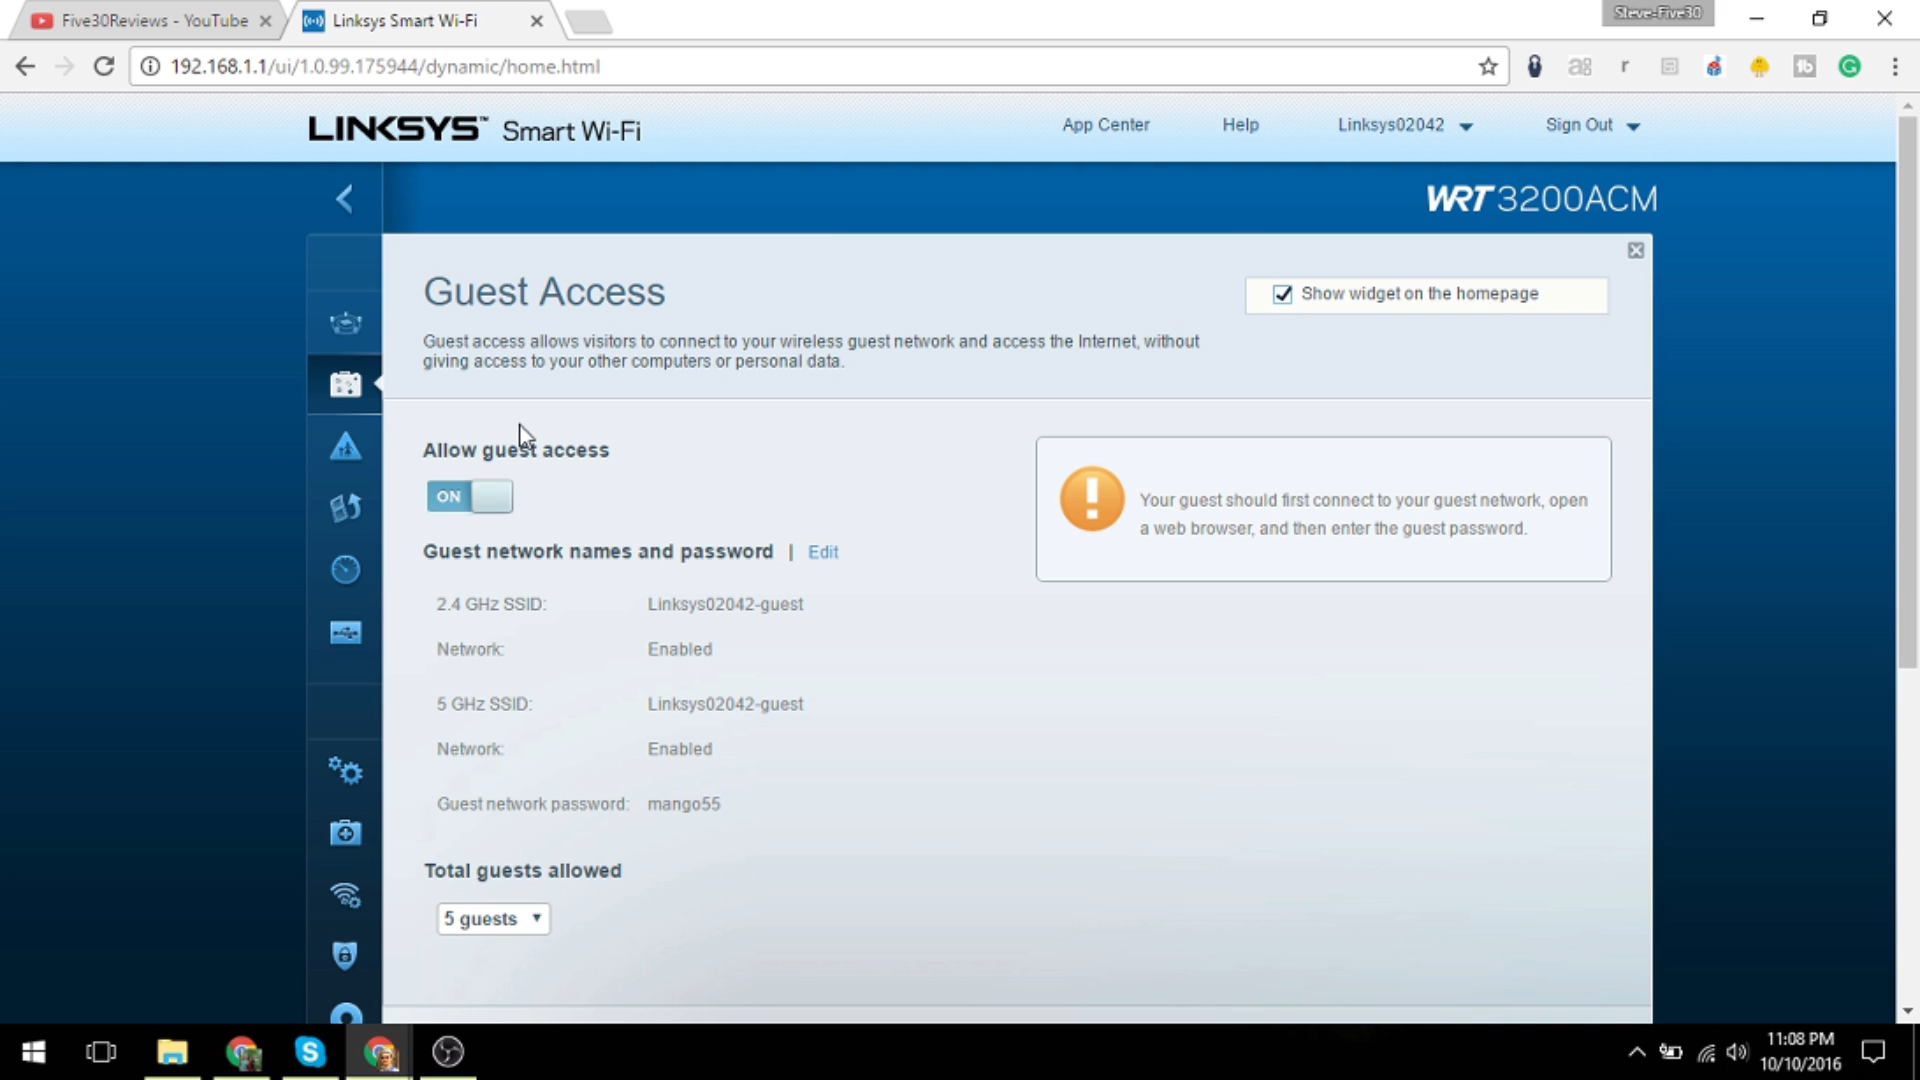 Five30Reviews - YouTube
Linksys Smart Wi-Fi
Steve-Five30
192.168.1.1/ui/1.0.99.175944/dynamic/home.html
LINKSYS™ Smart Wi-Fi
App Center
Help
Linksys02042
Sign Out
WRT3200ACM
Guest Access
Show widget on the homepage
Guest access allows visitors to connect to your wireless guest network and access the Internet, without
giving access to your other computers or personal data.
Allow guest access
ON
Your guest should first connect to your guest network, open
a web browser, and then enter the guest password.
Guest network names and password | Edit
2.4 GHz SSID: Linksys02042-guest
Network: Enabled
5 GHz SSID: Linksys02042-guest
Network: Enabled
Guest network password: mango55
Total guests allowed
5 guests
11:08 PM
10/10/2016